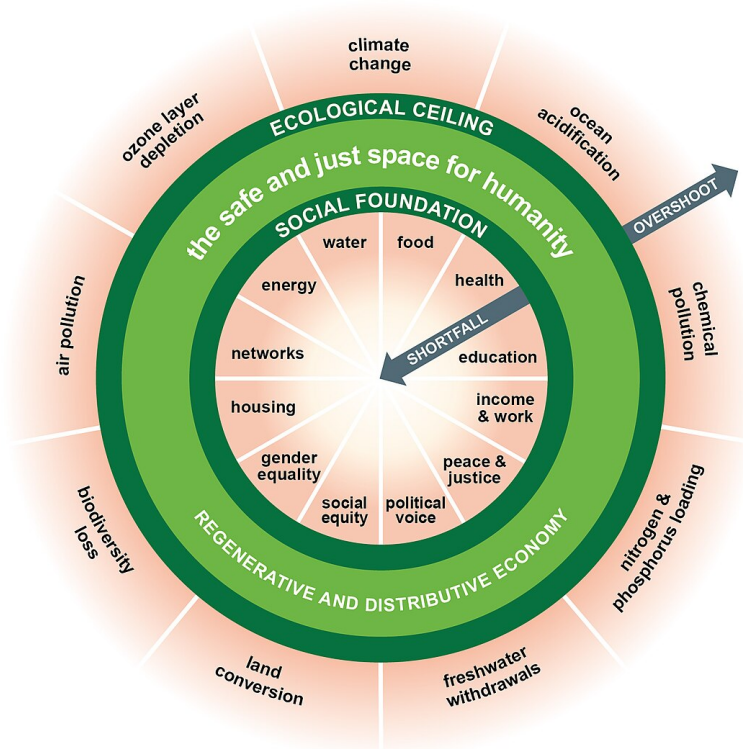 climate
change
ocean
acidification
chemical
pollution
nitrogen &
phosphorus loading
freshwater
withdrawals
land
conversion
biodiversity
loss
air pollution
ozone layer
depletion
OVERSHOOT
ECOLOGICAL CEILING
the safe and just space for humanity
SOCIAL FOUNDATION
water
food
health
SHORTFALL
education
income
& work
peace &
justice
political
voice
social
equity
gender
equality
housing
networks
energy
REGENERATIVE AND DISTRIBUTIVE ECONOMY